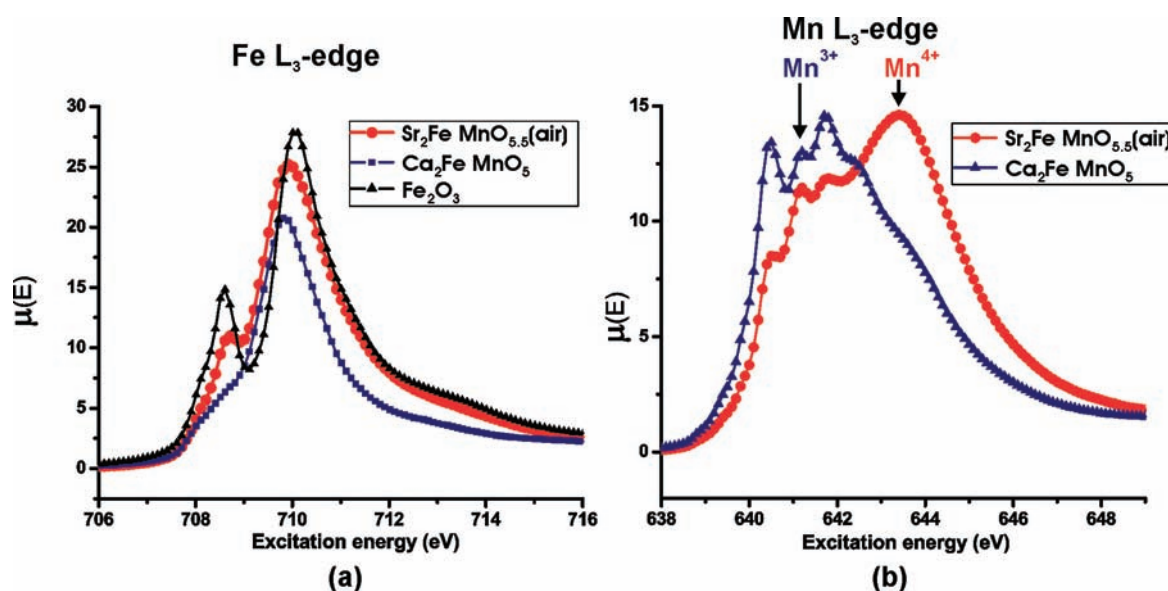 Fe L₃-edge
μ(E)
30
25
20
15
10
5
0
Sr₂Fe MnO₅.₅(air)
Ca₂Fe MnO₅
Fe₂O₃
706 708 710 712 714 716
Excitation energy (eV)
(a)
Mn L₃-edge
Mn³⁺ Mn⁴⁺
μ(E)
15
10
5
0
Sr₂Fe MnO₅.₅(air)
Ca₂Fe MnO₅
638 640 642 644 646 648
Excitation energy (eV)
(b)